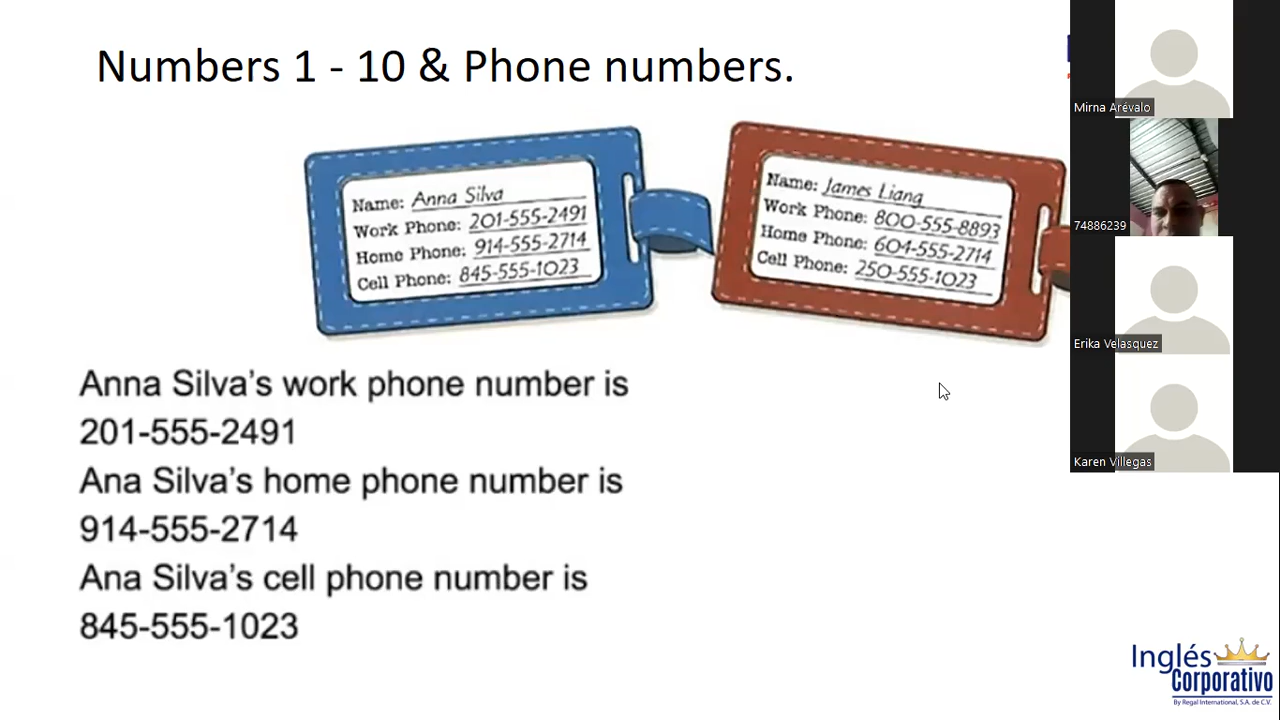 Numbers 1 - 10 & Phone numbers.
Name: Anna Silva
Work Phone: 201-555-2491
Home Phone: 914-555-2714
Cell Phone: 845-555-1023
Name: James Liang
Work Phone: 800-555-8893
Home Phone: 604-555-2714
Cell Phone: 250-555-1023
Anna Silva’s work phone number is
201-555-2491
Ana Silva’s home phone number is
914-555-2714
Ana Silva’s cell phone number is
845-555-1023
Mirna Arévalo
74886239
Erika Velasquez
Karen Villegas
Inglés
Corporativo
By Regal International, S.A. de C.V.